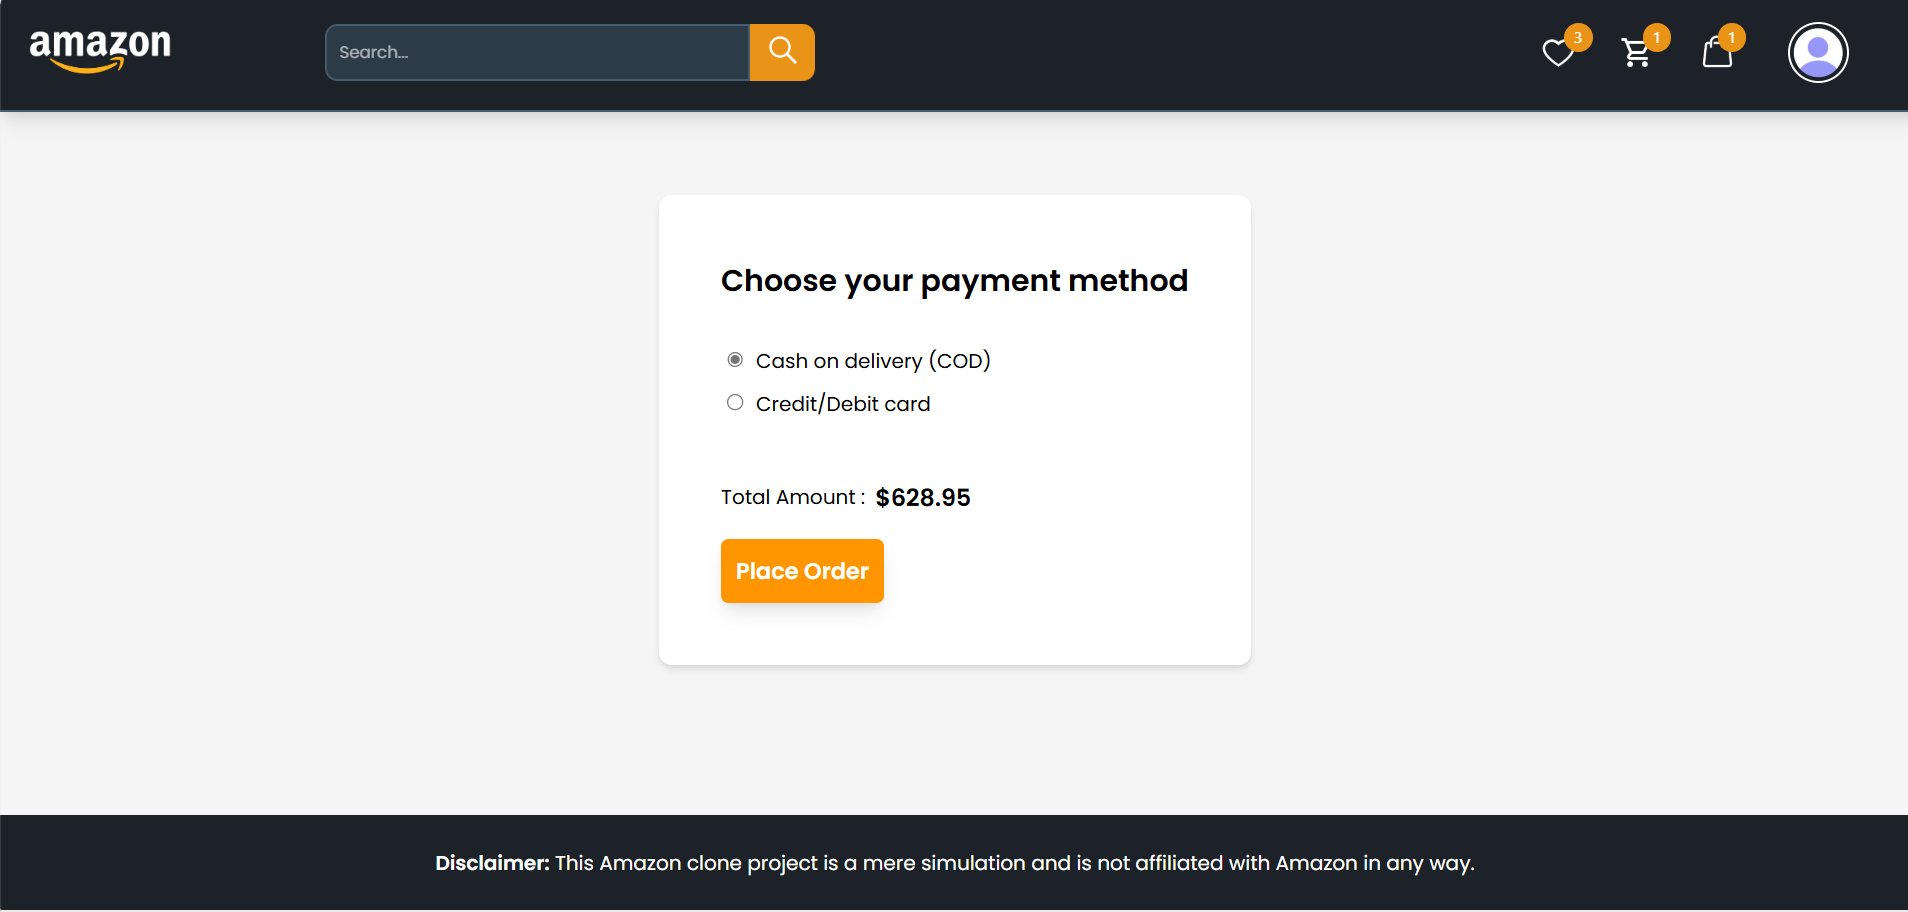 amazon
Search...
3
1
1
Choose your payment method
Cash on delivery (COD)
Credit/Debit card
Total Amount : $628.95
Place Order
Disclaimer: This Amazon clone project is a mere simulation and is not affiliated with Amazon in any way.